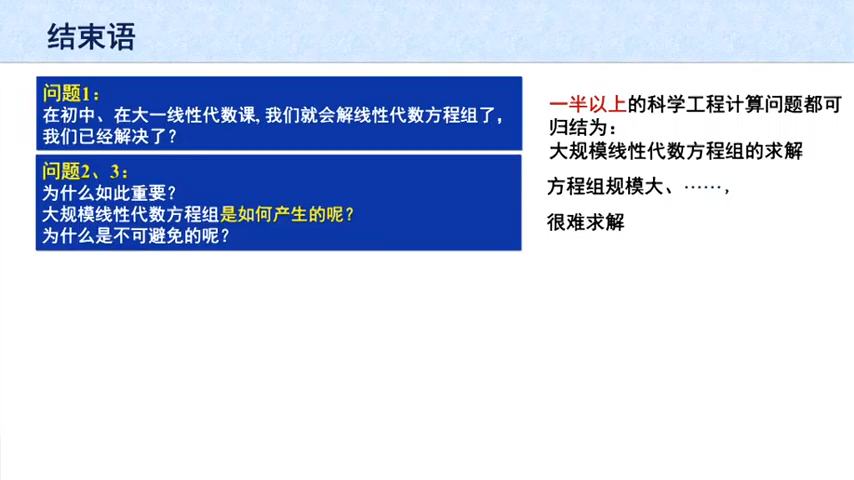 结束语
问题1：
在初中、在大一线性代数课, 我们就会解线性代数方程组了，
我们已经解决了？
问题2、3：
为什么如此重要？
大规模线性代数方程组是如何产生的呢？
为什么是不可避免的呢？
一半以上的科学工程计算问题都可
归结为：
大规模线性代数方程组的求解
方程组规模大、……，
很难求解